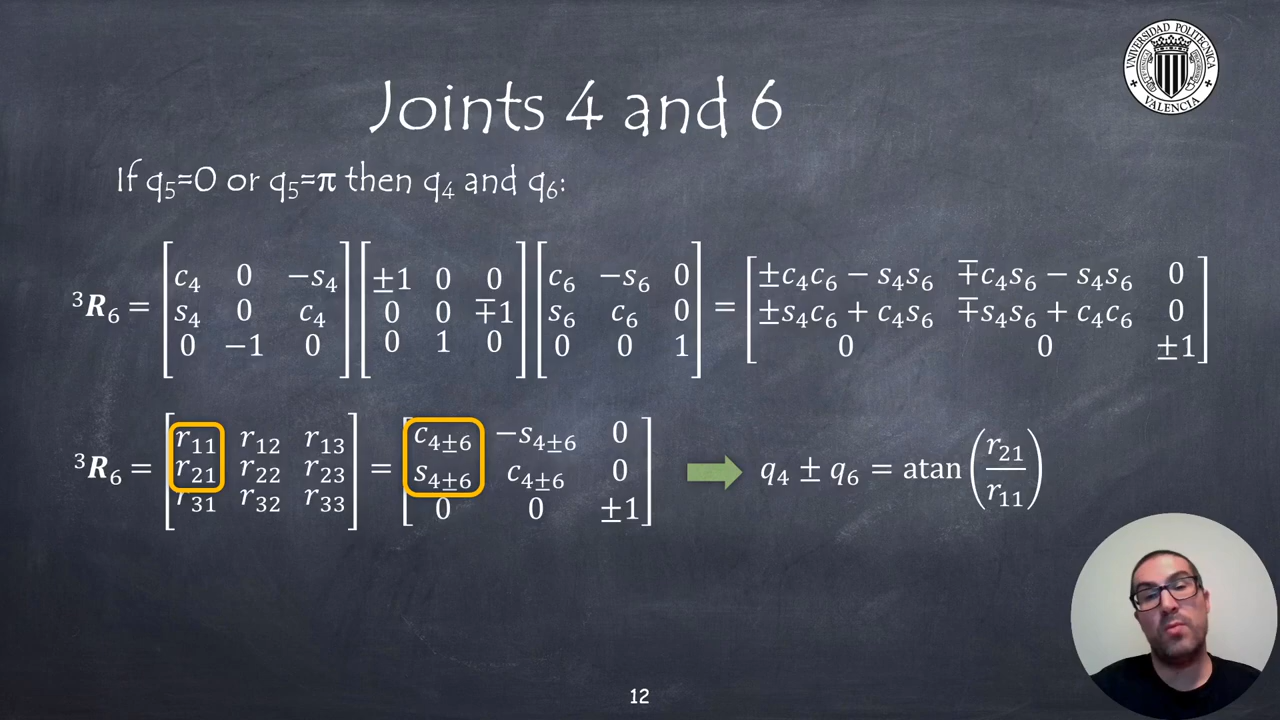 UNIVERSIDAD POLITECNICA
VALENCIA
Joints 4 and 6
If q₅=0 or q₅=π then q₄ and q₆:
³R₆ = [c₄ 0 −s₄; s₄ 0 c₄; 0 −1 0] [±1 0 0; 0 0 ∓1; 0 1 0] [c₆ −s₆ 0; s₆ c₆ 0; 0 0 1] = [±c₄c₆ − s₄s₆ ∓c₄s₆ − s₄s₆ 0; ±s₄c₆ + c₄s₆ ∓s₄s₆ + c₄c₆ 0; 0 0 ±1]
³R₆ = [r₁₁ r₁₂ r₁₃; r₂₁ r₂₂ r₂₃; r₃₁ r₃₂ r₃₃] = [c₄±₆ −s₄±₆ 0; s₄±₆ c₄±₆ 0; 0 0 ±1] q₄ ± q₆ = atan (r₂₁/r₁₁)
12